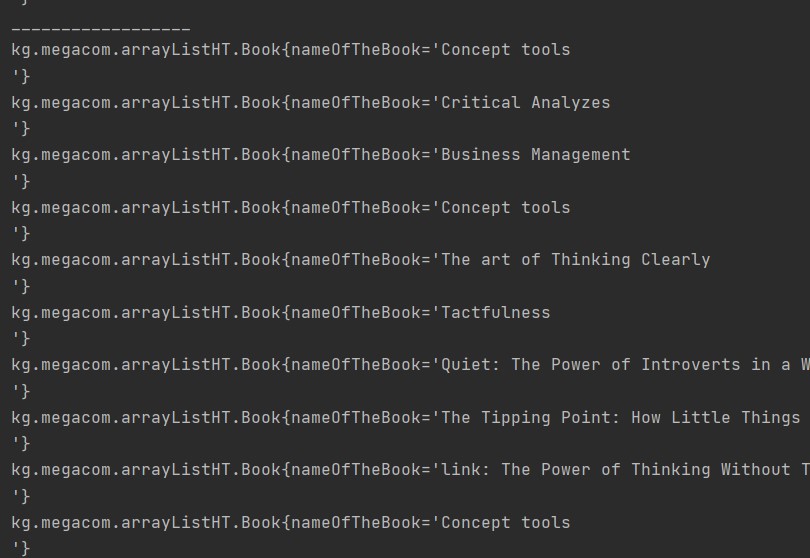 '}
__________________
kg.megacom.arrayListHT.Book{nameOfTheBook='Concept tools
'}
kg.megacom.arrayListHT.Book{nameOfTheBook='Critical Analyzes
'}
kg.megacom.arrayListHT.Book{nameOfTheBook='Business Management
'}
kg.megacom.arrayListHT.Book{nameOfTheBook='Concept tools
'}
kg.megacom.arrayListHT.Book{nameOfTheBook='The art of Thinking Clearly
'}
kg.megacom.arrayListHT.Book{nameOfTheBook='Tactfulness
'}
kg.megacom.arrayListHT.Book{nameOfTheBook='Quiet: The Power of Introverts in a W
'}
kg.megacom.arrayListHT.Book{nameOfTheBook='The Tipping Point: How Little Things
'}
kg.megacom.arrayListHT.Book{nameOfTheBook='link: The Power of Thinking Without T
'}
kg.megacom.arrayListHT.Book{nameOfTheBook='Concept tools
'}